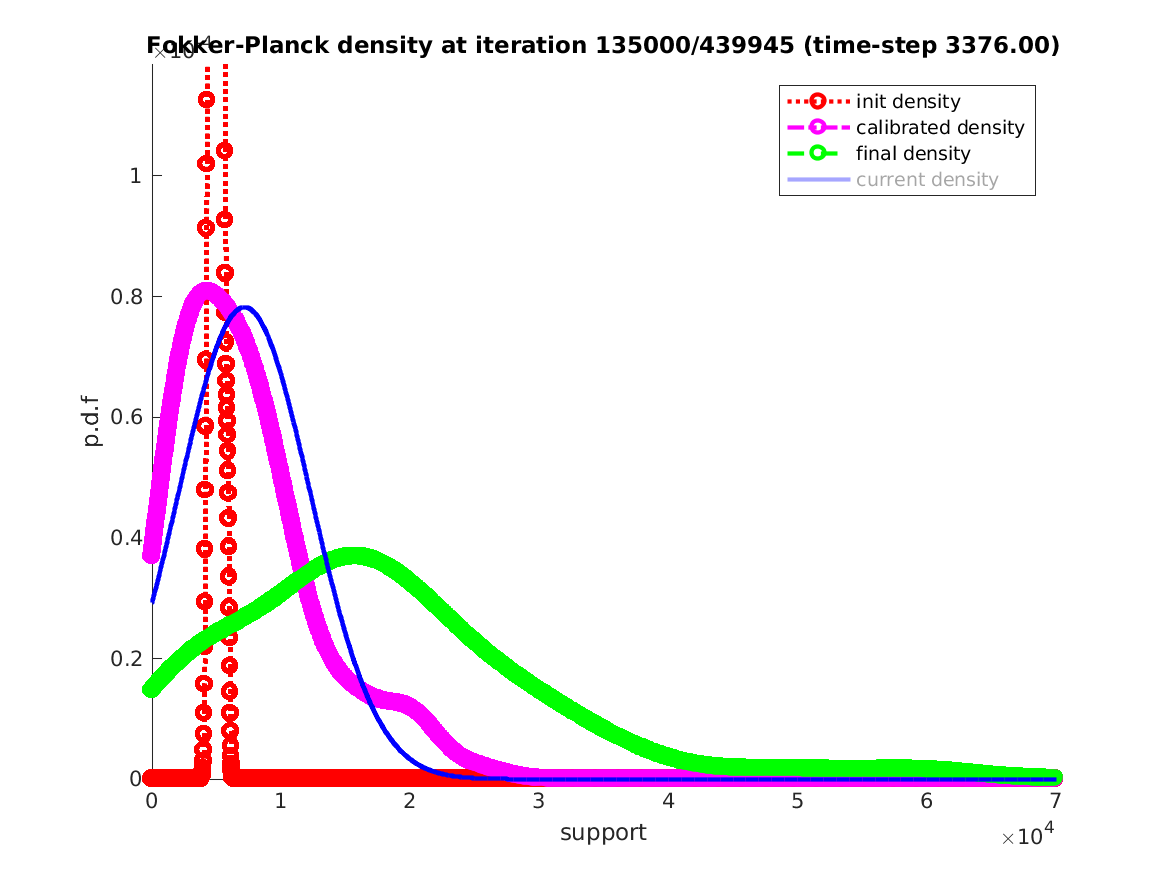 Fokker-Planck density at iteration 135000/439945 (time-step 3376.00)
init density
calibrated density
final density
current density
1
0.8
0.6
0.4
0.2
0
p.d.f
0 1 2 3 4 5 6 7
support
×10^4